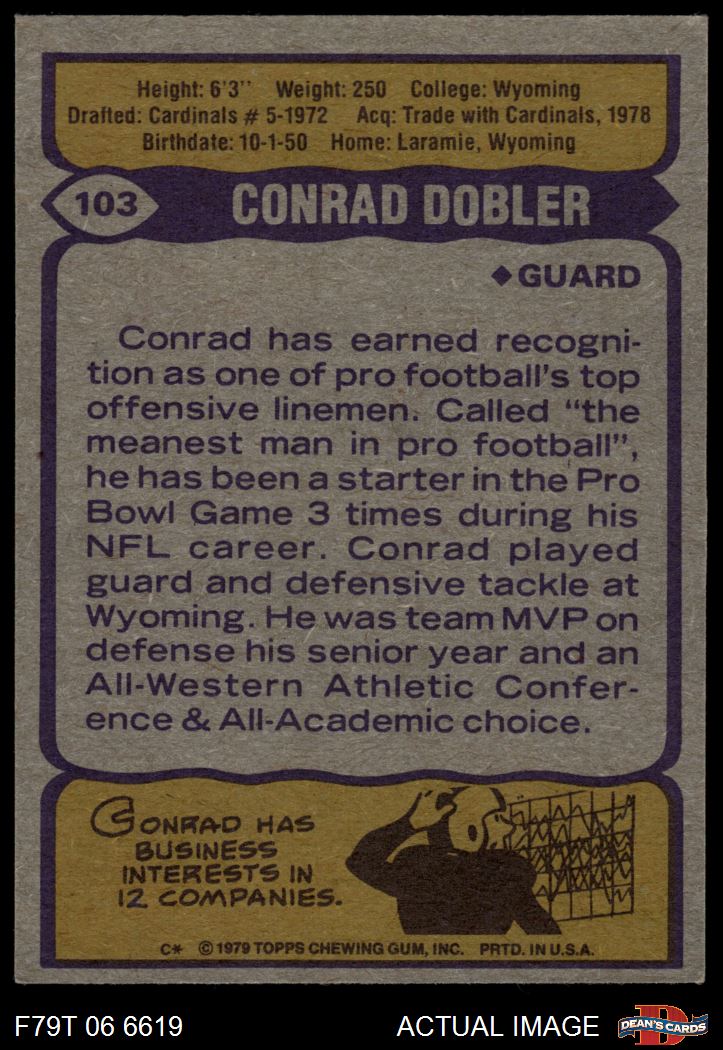 Height: 6'3'' Weight: 250 College: Wyoming
Drafted: Cardinals # 5-1972 Acq: Trade with Cardinals, 1978
Birthdate: 10-1-50 Home: Laramie, Wyoming
103 CONRAD DOBLER
◆GUARD
Conrad has earned recogni-
tion as one of pro football's top
offensive linemen. Called “the
meanest man in pro football”,
he has been a starter in the Pro
Bowl Game 3 times during his
NFL career. Conrad played
guard and defensive tackle at
Wyoming. He was team MVP on
defense his senior year and an
All-Western Athletic Confer-
ence & All-Academic choice.
CONRAD HAS
BUSINESS
INTERESTS IN
12 COMPANIES.
C* © 1979 TOPPS CHEWING GUM, INC. PRTD. IN U.S.A.
F79T 06 6619 ACTUAL IMAGE D DEAN'S CARDS